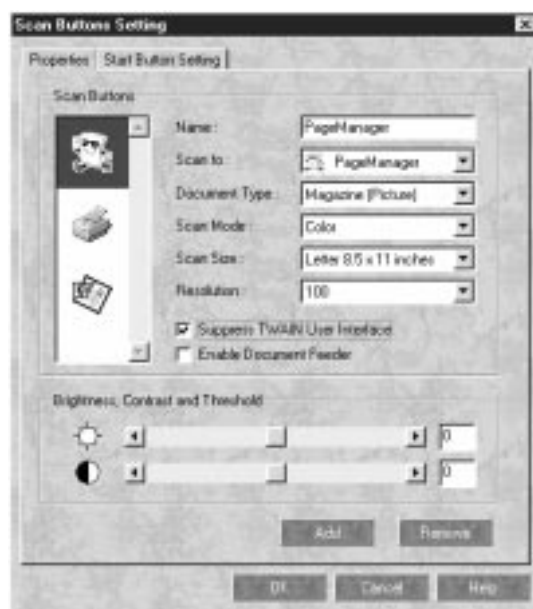 Scan Buttons Setting
Properties Start Button Setting
Scan Buttons
Name : PageManager
Scan to : PageManager
Document Type : Magazine (Picture)
Scan Mode : Color
Scan Size : Letter 8.5 x 11 inches
Resolution : 100
Suppress TWAIN User Interface
Enable Document Feeder
Brightness, Contrast and Threshold
0
0
Add Remove
OK Cancel Help